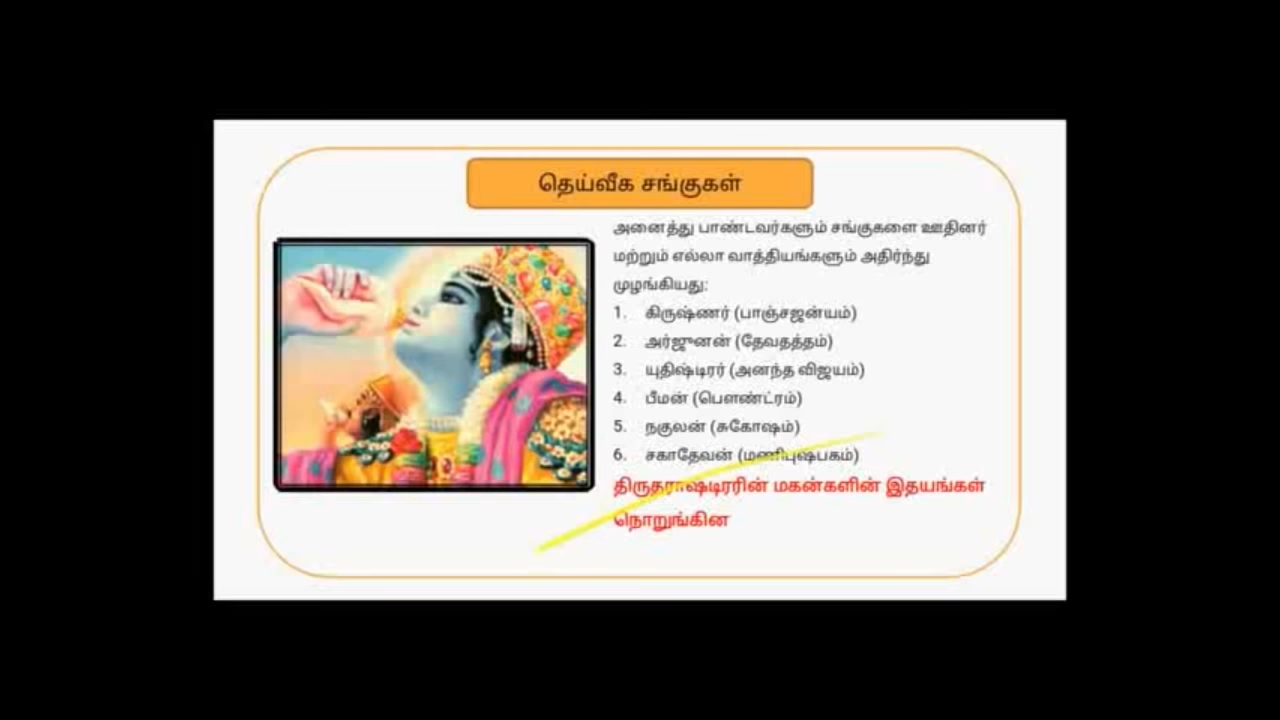 தெய்வீக சங்குகள்
அனைத்து பாண்டவர்களும் சங்குகளை ஊதினர்
மற்றும் எல்லா வாத்தியங்களும் அதிர்ந்து
முழங்கியது:
1. கிருஷ்ணர் (பாஞ்சஜன்யம்)
2. அர்ஜுனன் (தேவதத்தம்)
3. யுதிஷ்டிரர் (அனந்த விஜயம்)
4. பீமன் (பௌண்ட்ரம்)
5. நகுலன் (சுகோஷம்)
6. சகாதேவன் (மணிபுஷ்பகம்)
திருதராஷ்டிரரின் மகன்களின் இதயங்கள்
நொறுங்கின